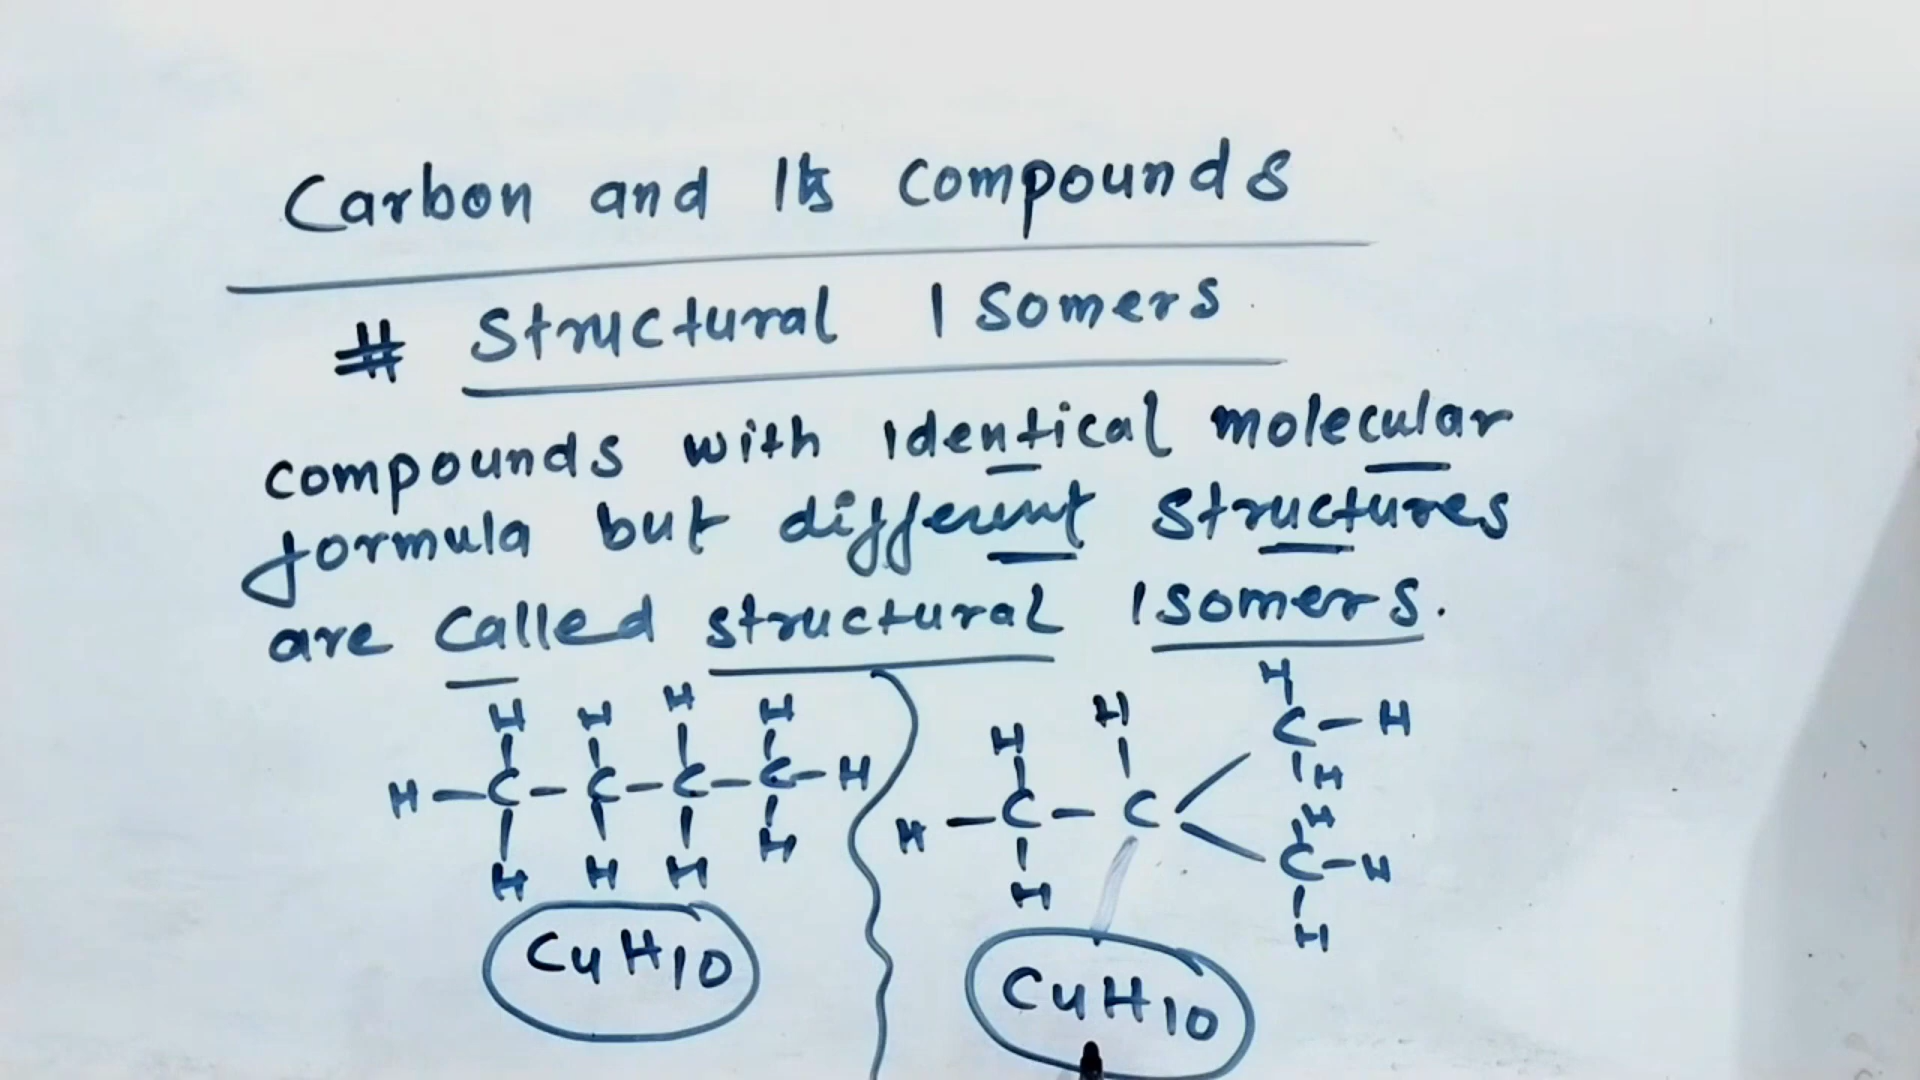 Carbon and Its Compounds
# Structural Isomers
compounds with identical molecular
formula but different structures
are called structural Isomers.
H H H H
H-C-C-C-C-H
H H H H
C4H10
H H H
H-C-C C-H
H H
H
C-H
H
H
C4H10